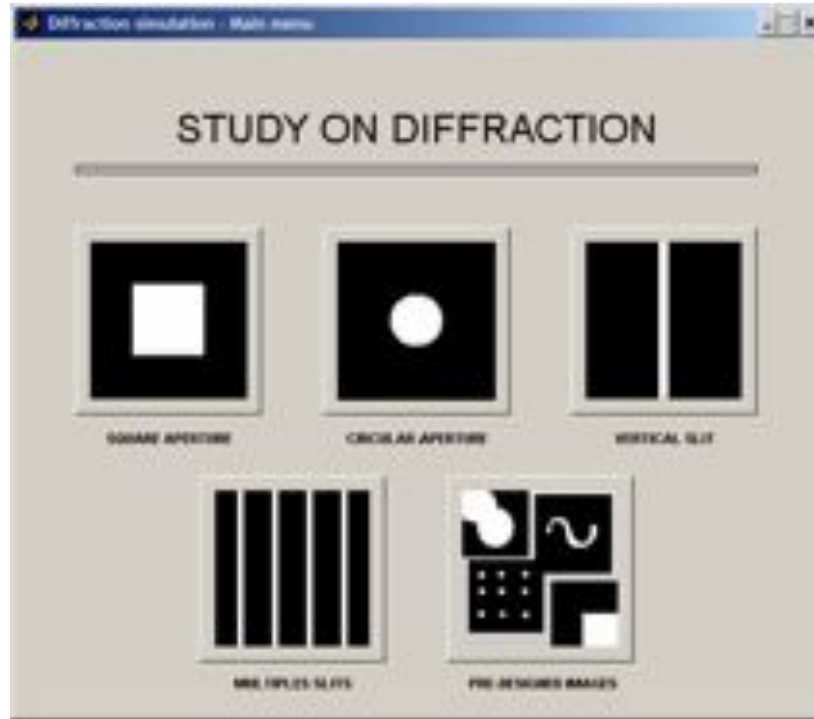 Diffraction simulation - Main menu
STUDY ON DIFFRACTION
SQUARE APERTURE
CIRCULAR APERTURE
VERTICAL SLIT
MULTIPLES SLITS
PRE-DESIGNED IMAGES